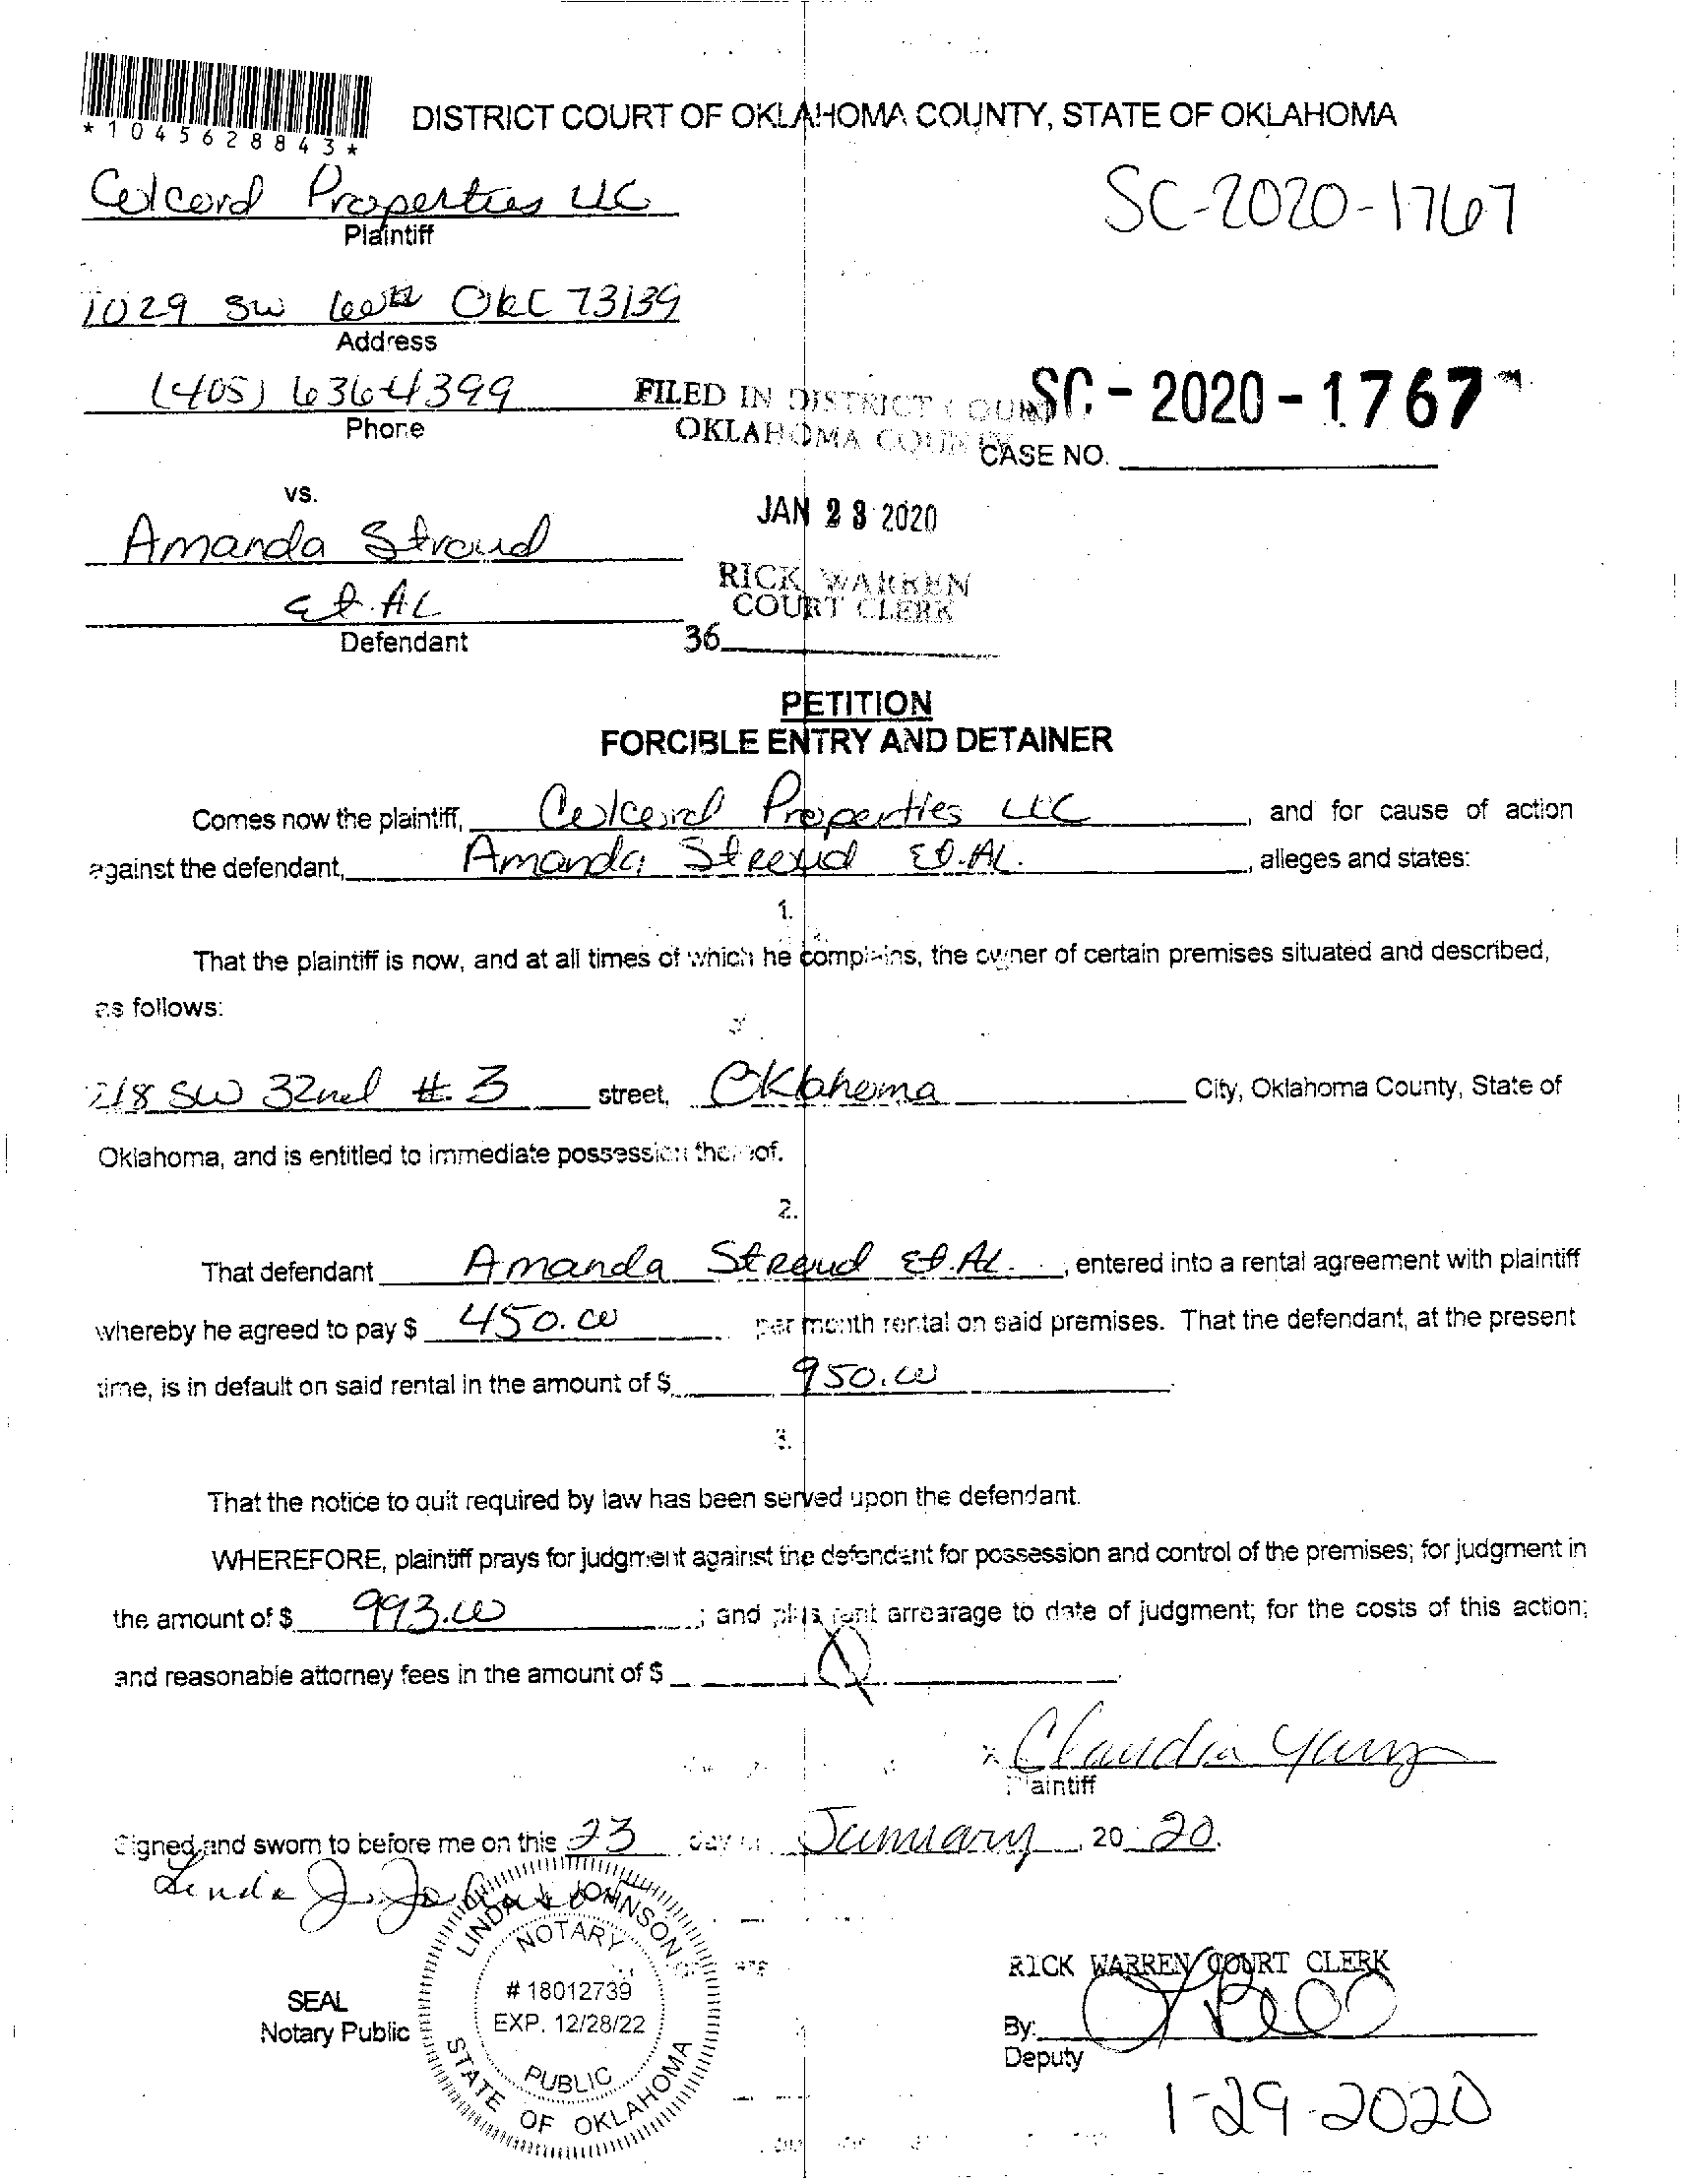 *1045628843*
DISTRICT COURT OF OKLAHOMA COUNTY, STATE OF OKLAHOMA
Colcord Properties LLC
Plaintiff
SC-2020-1767
1029 SW 66th OKC 73139
Address
(405) 636-4399
Phone
FILED IN DISTRICT COURT
OKLAHOMA COUNTY
SC - 2020 - 1767
CASE NO.
vs.
JAN 23 2020
Amanda Stroud
Et. AL
Defendant
RICK WARREN
COURT CLERK
36
PETITION
FORCIBLE ENTRY AND DETAINER
Comes now the plaintiff, Colcord Properties LLC, and for cause of action
against the defendant, Amanda Stroud Et. AL., alleges and states:
1.
That the plaintiff is now, and at all times of which he complains, the owner of certain premises situated and described,
as follows:
218 SW 32nd # 3 street, Oklahoma City, Oklahoma County, State of
Oklahoma, and is entitled to immediate possession thereof.
2.
That defendant Amanda Stroud Et. AL., entered into a rental agreement with plaintiff
whereby he agreed to pay $ 450.00 per month rental on said premises. That the defendant, at the present
time, is in default on said rental in the amount of $ 950.00
3.
That the notice to quit required by law has been served upon the defendant.
WHEREFORE, plaintiff prays for judgment against the defendant for possession and control of the premises; for judgment in
the amount of $ 993.00; and plus rent arrearage to date of judgment; for the costs of this action;
and reasonable attorney fees in the amount of $
Claudia
Plaintiff
Signed and sworn to before me on this 23 day of January, 20 20.
Linda J. Johnson
LINDA J. JOHNSON
NOTARY
# 18012739
EXP. 12/28/22
PUBLIC
STATE OF OKLAHOMA
SEAL
Notary Public
RICK WARREN COURT CLERK
By:
Deputy
1-29-2020